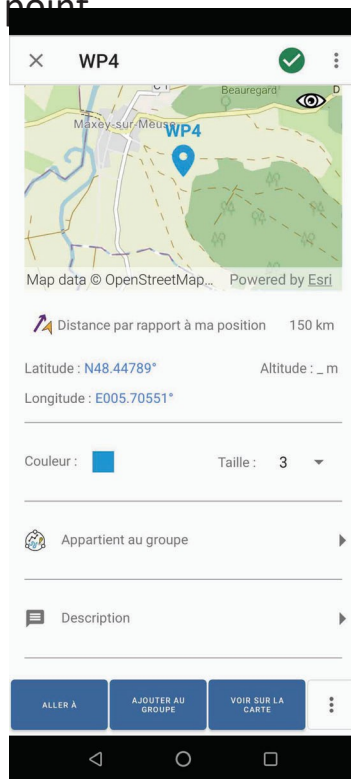 point
WP4
C 1
Beauregard
D
Maxey-sur-Meuse
WP4
Map data © OpenStreetMap... Powered by Esri
Distance par rapport à ma position 150 km
Latitude : N48.44789° Altitude : _ m
Longitude : E005.70551°
Couleur : Taille : 3
Appartient au groupe
Description
ALLER À
AJOUTER AU
GROUPE
VOIR SUR LA
CARTE